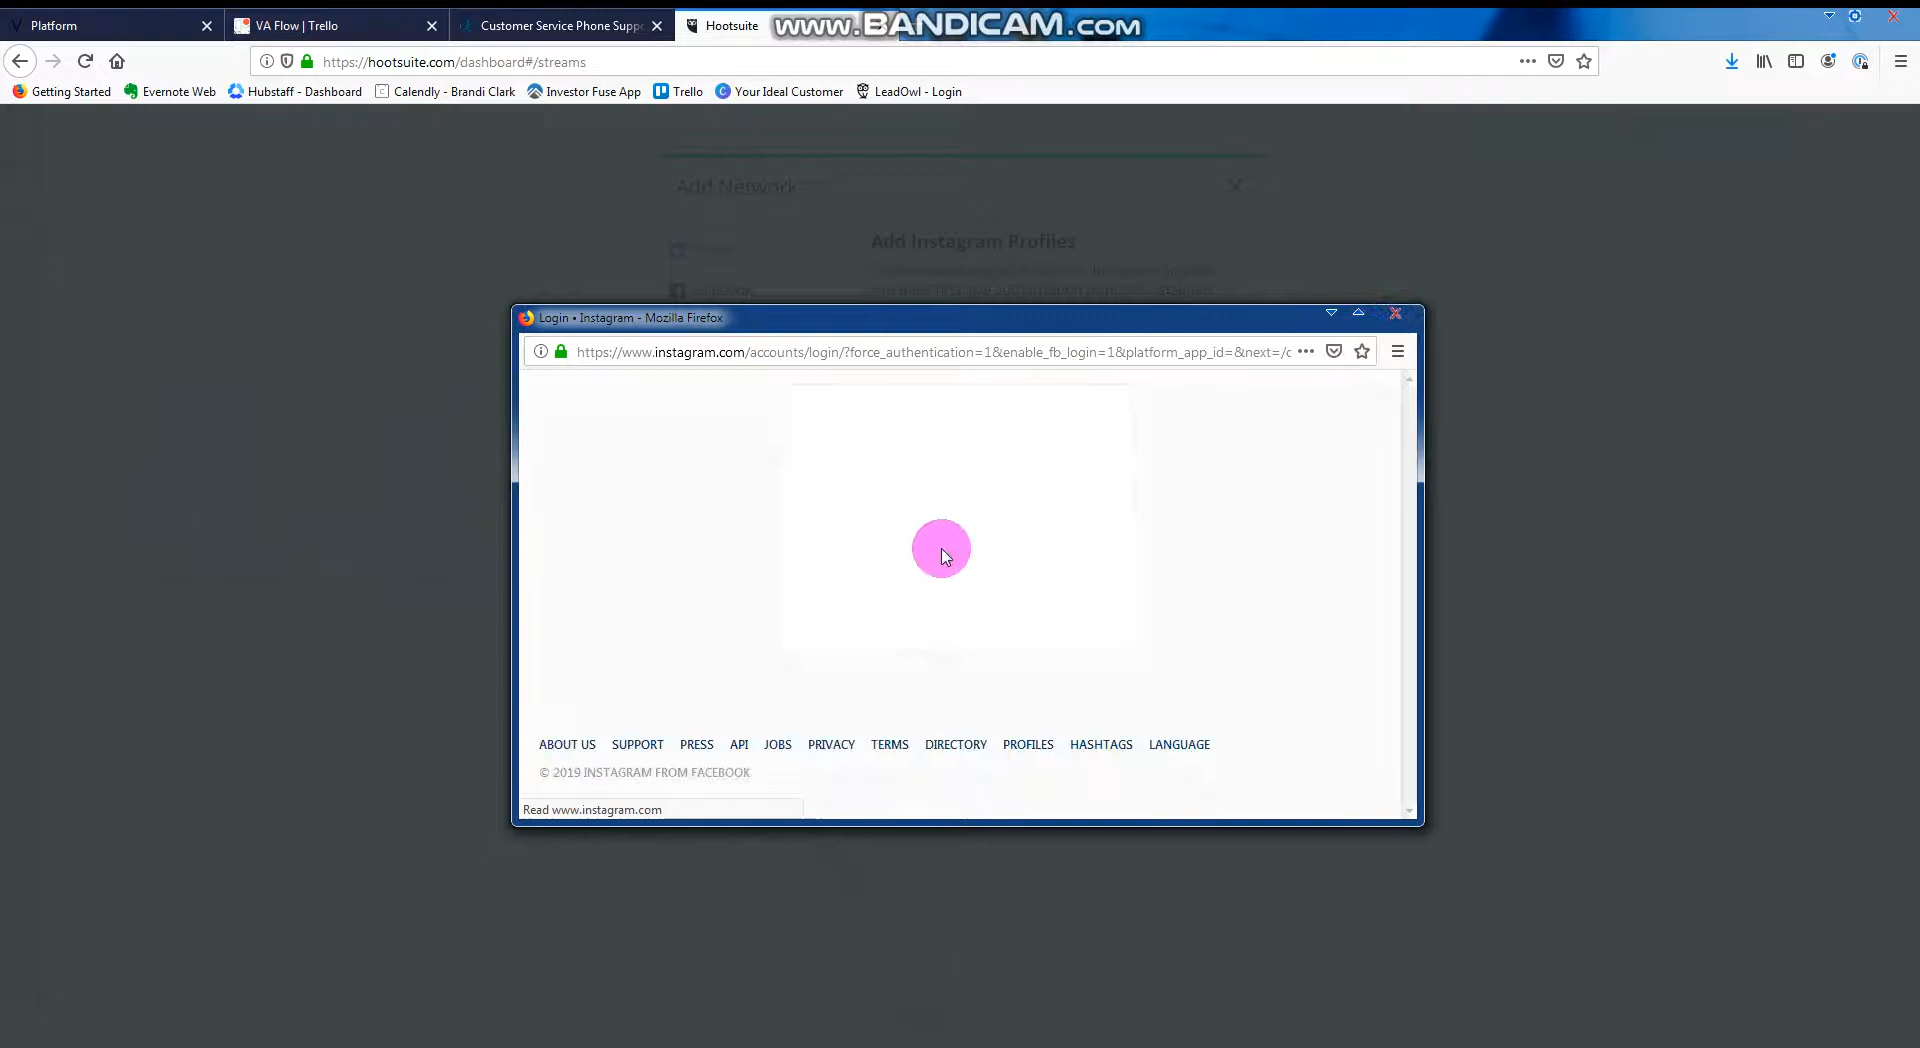 Platform
VA Flow | Trello
Customer Service Phone Suppo
Hootsuite
www.BANDICAM.com
https://hootsuite.com/dashboard#/streams
Getting Started
Evernote Web
Hubstaff - Dashboard
Calendly - Brandi Clark
Investor Fuse App
Trello
Your Ideal Customer
LeadOwl - Login
Add Network
Add Instagram Profiles
Login • Instagram - Mozilla Firefox
https://www.instagram.com/accounts/login/?force_authentication=1&enable_fb_login=1&platform_app_id=&next=/c
ABOUT US SUPPORT PRESS API JOBS PRIVACY TERMS DIRECTORY PROFILES HASHTAGS LANGUAGE
© 2019 INSTAGRAM FROM FACEBOOK
Read www.instagram.com